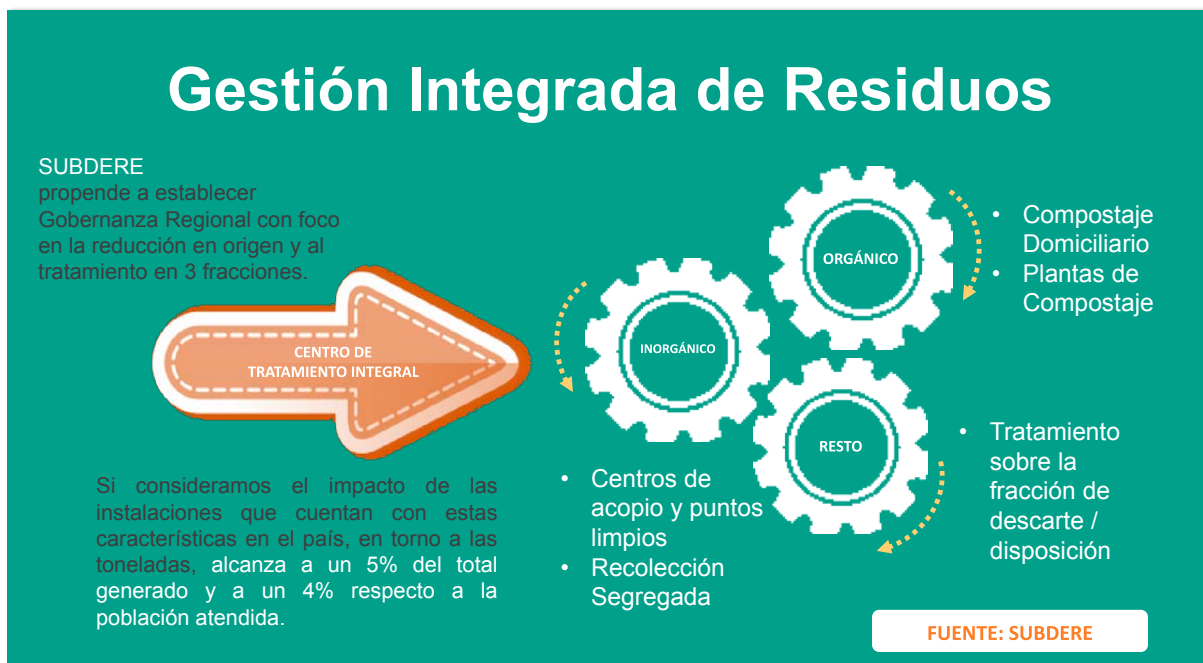 Gestión Integrada de Residuos
SUBDERE
propende a establecer
Gobernanza Regional con foco
en la reducción en origen y al
tratamiento en 3 fracciones.
CENTRO DE
TRATAMIENTO INTEGRAL
Si consideramos el impacto de las
instalaciones que cuentan con estas
características en el país, en torno a las
toneladas, alcanza a un 5% del total
generado y a un 4% respecto a la
población atendida.
INORGÁNICO
• Centros de
acopio y puntos
limpios
• Recolección
Segregada
ORGÁNICO
• Compostaje
Domiciliario
• Plantas de
Compostaje
RESTO
• Tratamiento
sobre la
fracción de
descarte /
disposición
FUENTE: SUBDERE